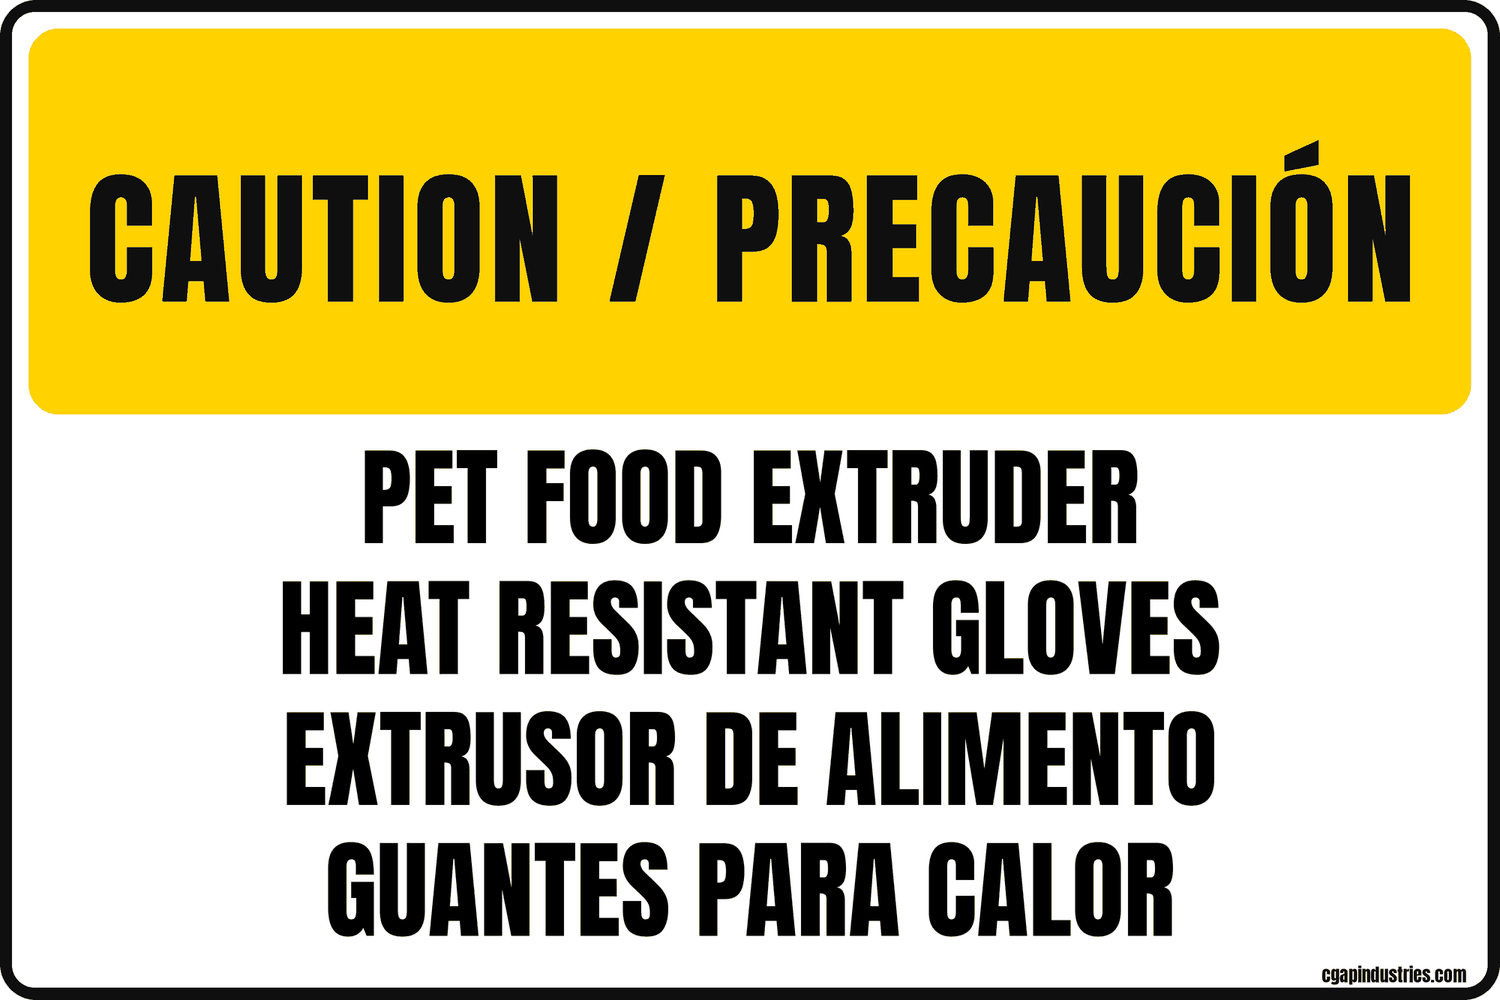 CAUTION / PRECAUCIÓN
PET FOOD EXTRUDER
HEAT RESISTANT GLOVES
EXTRUSOR DE ALIMENTO
GUANTES PARA CALOR
cgapindustries.com